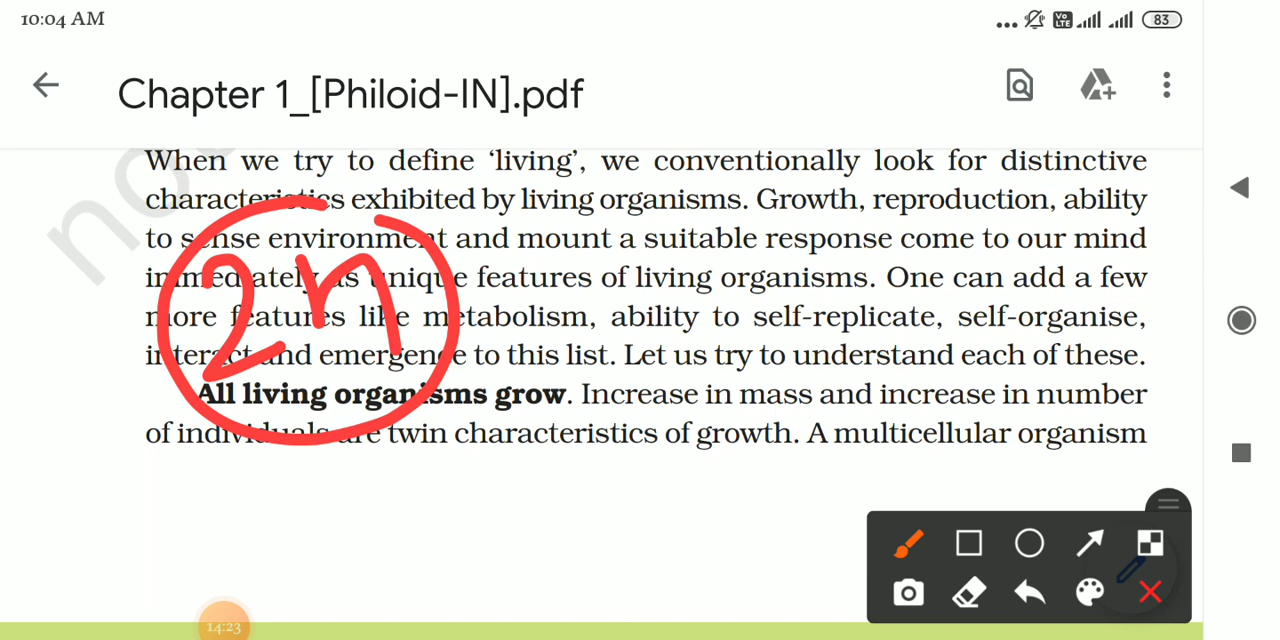 10:04 AM
... Vo LTE 83
Chapter 1_[Philoid-IN].pdf
When we try to define ‘living’, we conventionally look for distinctive
characteristics exhibited by living organisms. Growth, reproduction, ability
to sense environment and mount a suitable response come to our mind
immediately as unique features of living organisms. One can add a few
more features like metabolism, ability to self-replicate, self-organise,
interact and emergence to this list. Let us try to understand each of these.
All living organisms grow. Increase in mass and increase in number
of individuals are twin characteristics of growth. A multicellular organism
2n
14:23